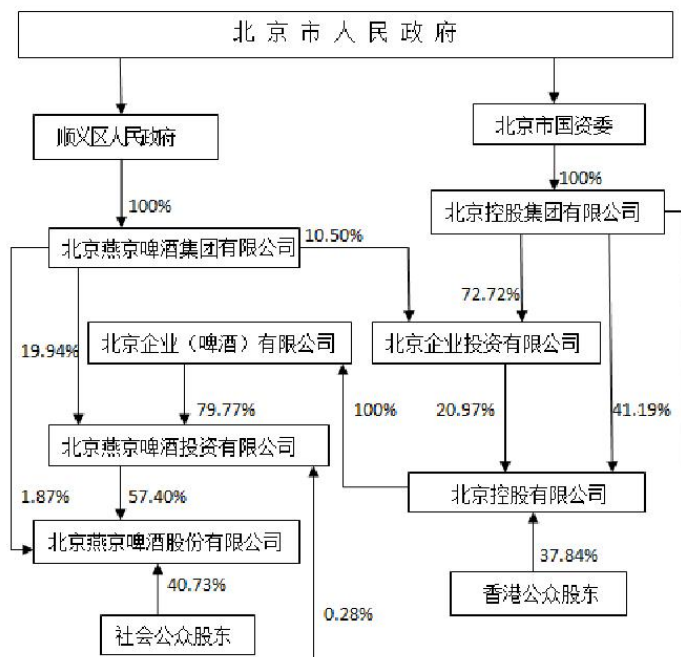 北京市人民政府
顺义区人民政府
北京市国资委
100%
100%
北京控股集团有限公司
北京燕京啤酒集团有限公司
10.50%
72.72%
19.94%
北京企业（啤酒）有限公司
北京企业投资有限公司
79.77%
100%
20.97%
41.19%
北京燕京啤酒投资有限公司
北京控股有限公司
1.87%
57.40%
北京燕京啤酒股份有限公司
37.84%
40.73%
香港公众股东
0.28%
社会公众股东